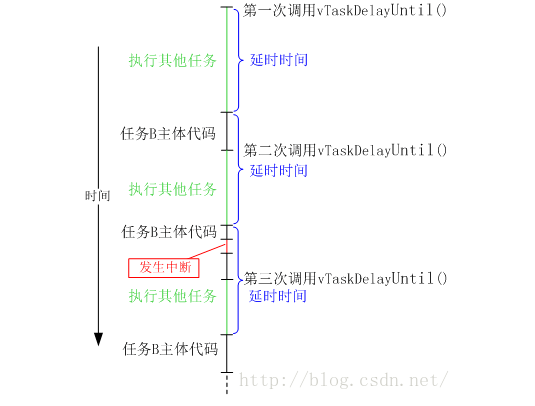 第一次调用vTaskDelayUntil()
执行其他任务
延时时间
任务B主体代码
第二次调用vTaskDelayUntil()
延时时间
执行其他任务
时间
任务B主体代码
发生中断
第三次调用vTaskDelayUntil()
执行其他任务
延时时间
任务B主体代码
http://blog.csdn.net/